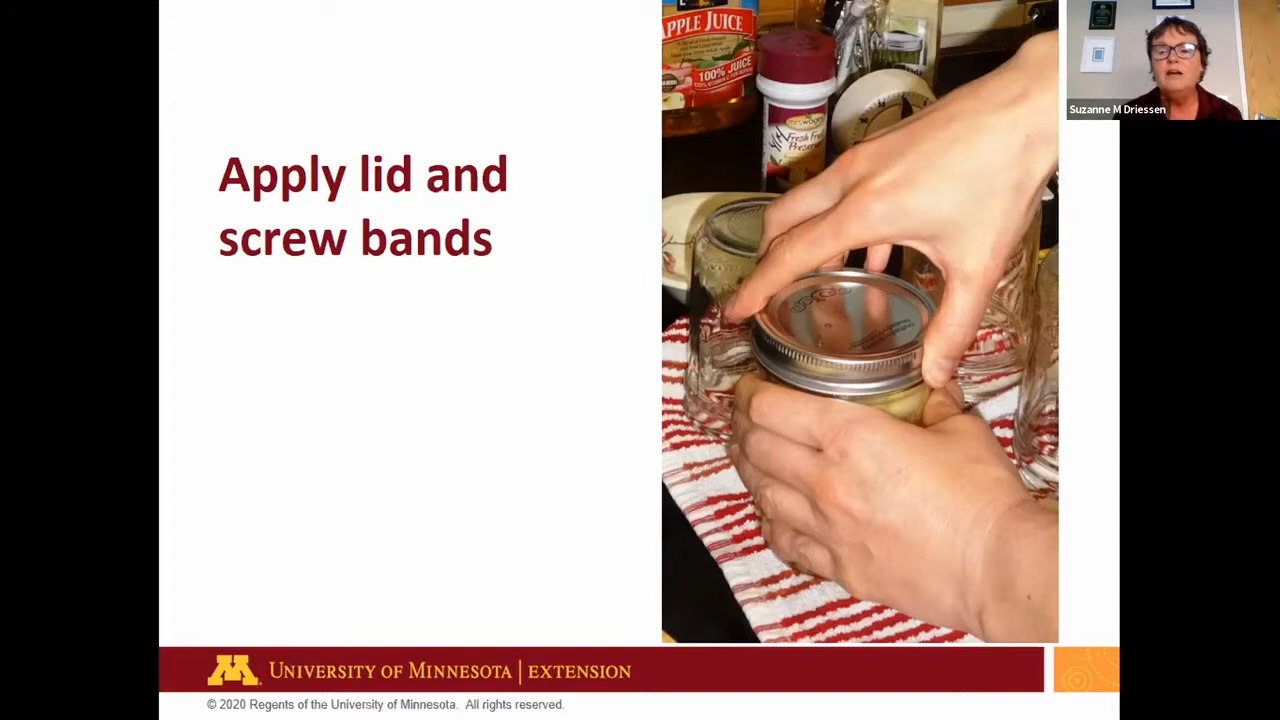 Apply lid and
screw bands
APPLE JUICE
100% JUICE
Fresh Fruit
Suzanne M Driessen
UNIVERSITY OF MINNESOTA | EXTENSION
© 2020 Regents of the University of Minnesota. All rights reserved.